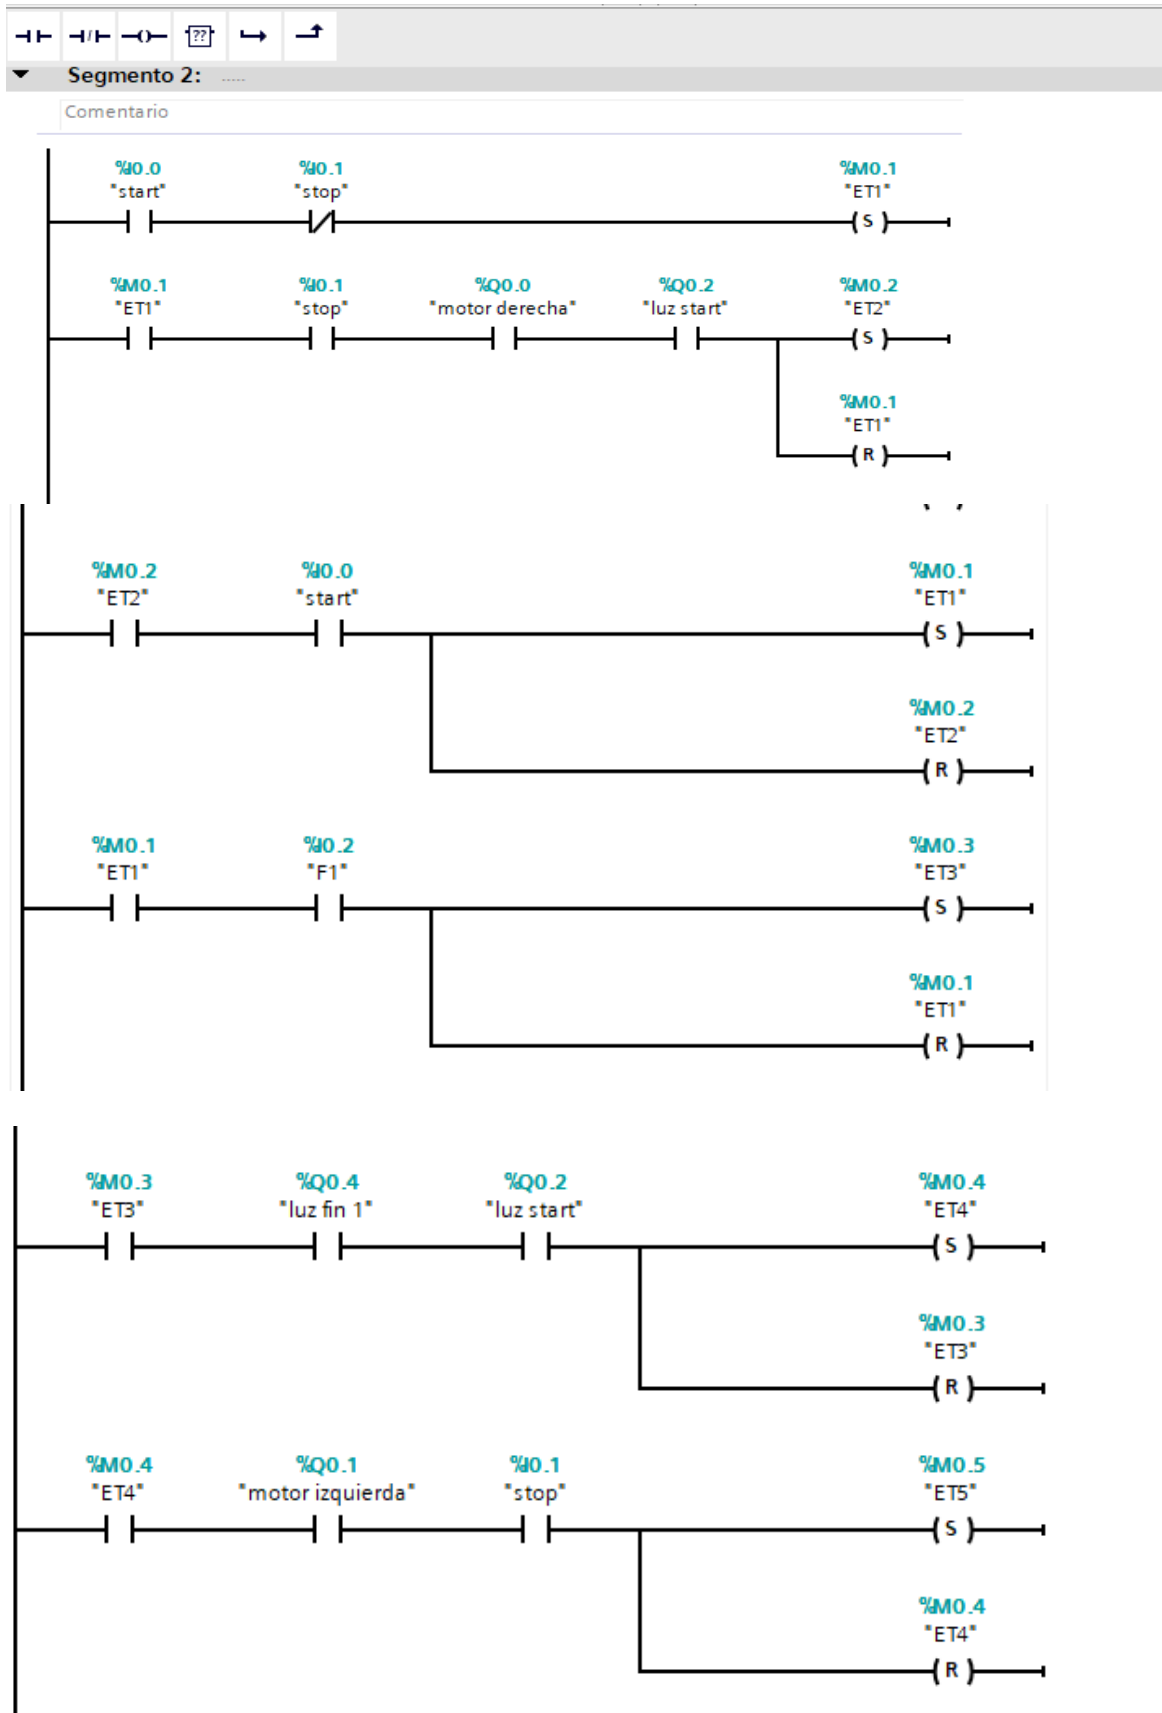 ??
Segmento 2: .....
Comentario
%I0.0 %I0.1 %M0.1
"start" "stop" "ET1"
S
%M0.1 %I0.1 %Q0.0 %Q0.2 %M0.2
"ET1" "stop" "motor derecha" "luz start" "ET2"
S
%M0.1
"ET1"
R
%M0.2 %I0.0 %M0.1
"ET2" "start" "ET1"
S
%M0.2
"ET2"
R
%M0.1 %I0.2 %M0.3
"ET1" "F1" "ET3"
S
%M0.1
"ET1"
R
%M0.3 %Q0.4 %Q0.2 %M0.4
"ET3" "luz fin 1" "luz start" "ET4"
S
%M0.3
"ET3"
R
%M0.4 %Q0.1 %I0.1 %M0.5
"ET4" "motor izquierda" "stop" "ET5"
S
%M0.4
"ET4"
R